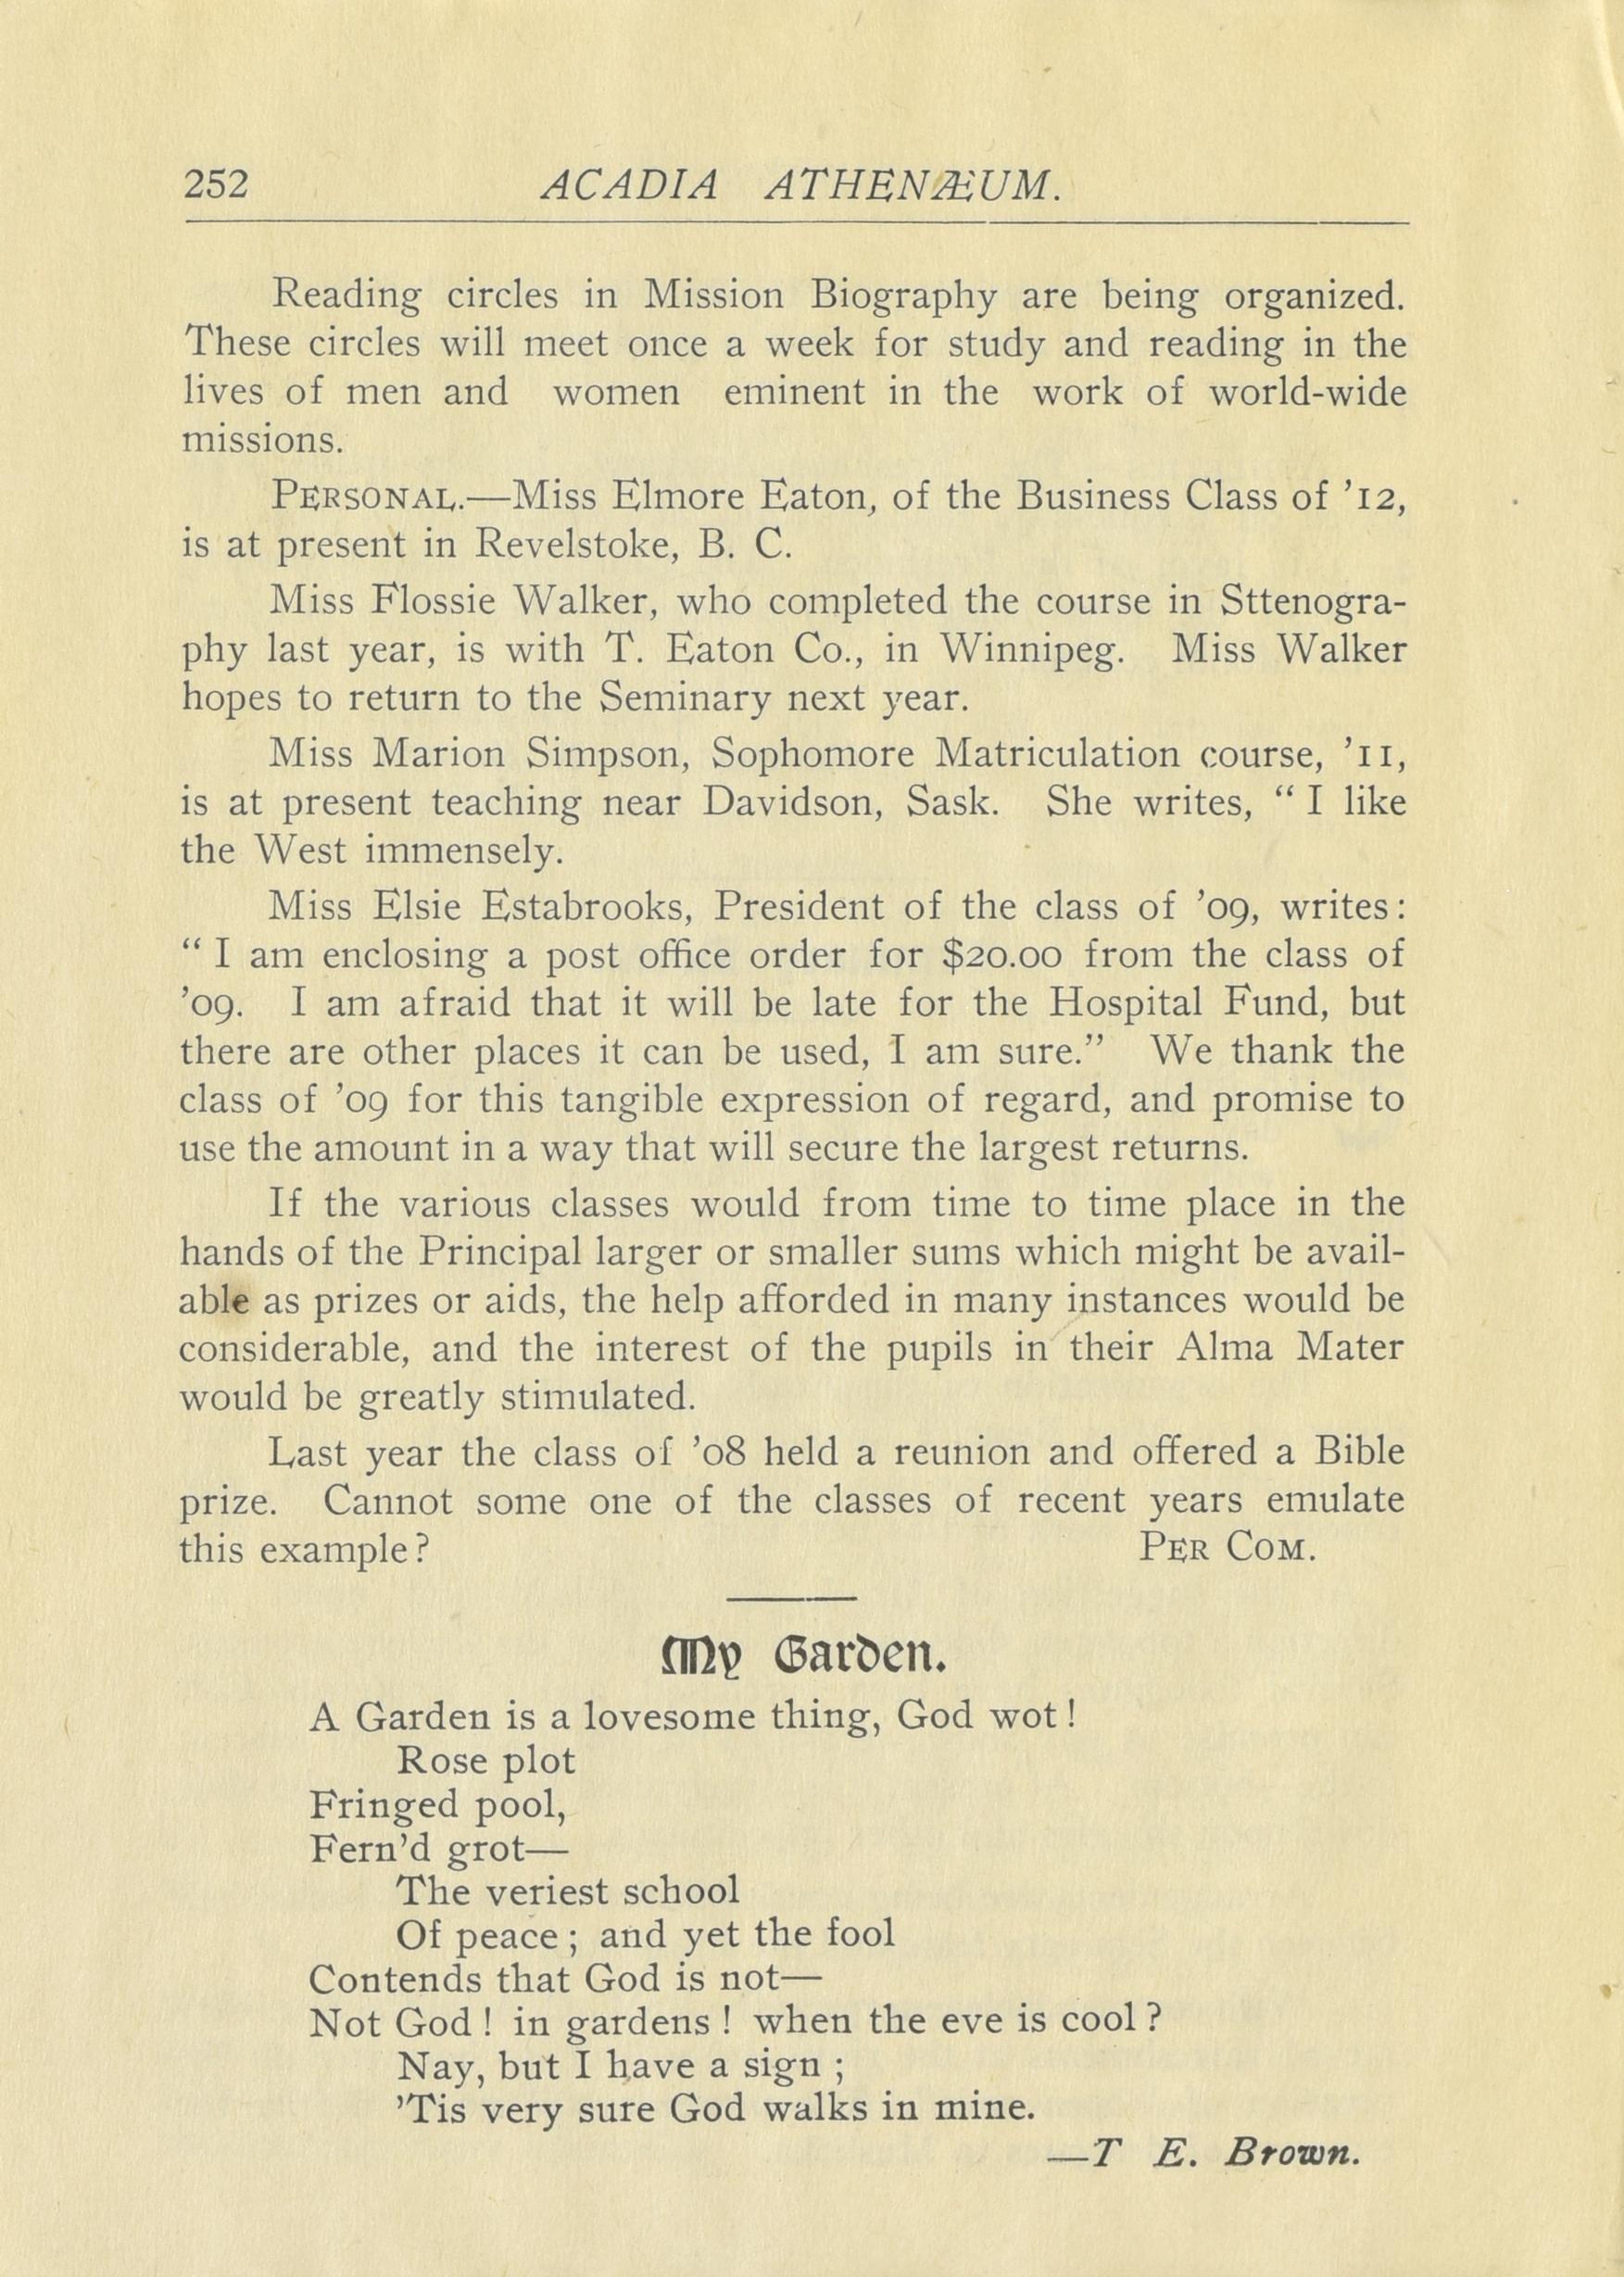 252 ACADIA ATHENÆUM.
Reading circles in Mission Biography are being organized.
These circles will meet once a week for study and reading in the
lives of men and women eminent in the work of world-wide
missions.
PERSONAL.—Miss Elmore Eaton, of the Business Class of ’12,
is at present in Revelstoke, B. C.
Miss Flossie Walker, who completed the course in Sttenogra-
phy last year, is with T. Eaton Co., in Winnipeg. Miss Walker
hopes to return to the Seminary next year.
Miss Marion Simpson, Sophomore Matriculation course, ’11,
is at present teaching near Davidson, Sask. She writes, “ I like
the West immensely.
Miss Elsie Estabrooks, President of the class of ’09, writes:
“ I am enclosing a post office order for $20.00 from the class of
’09. I am afraid that it will be late for the Hospital Fund, but
there are other places it can be used, I am sure.” We thank the
class of ’09 for this tangible expression of regard, and promise to
use the amount in a way that will secure the largest returns.
If the various classes would from time to time place in the
hands of the Principal larger or smaller sums which might be avail-
able as prizes or aids, the help afforded in many instances would be
considerable, and the interest of the pupils in their Alma Mater
would be greatly stimulated.
Last year the class of ’08 held a reunion and offered a Bible
prize. Cannot some one of the classes of recent years emulate
this example? PER COM.
My Garden.
A Garden is a lovesome thing, God wot!
Rose plot
Fringed pool,
Fern’d grot—
The veriest school
Of peace; and yet the fool
Contends that God is not—
Not God! in gardens! when the eve is cool?
Nay, but I have a sign;
’Tis very sure God walks in mine.
—T E. Brown.